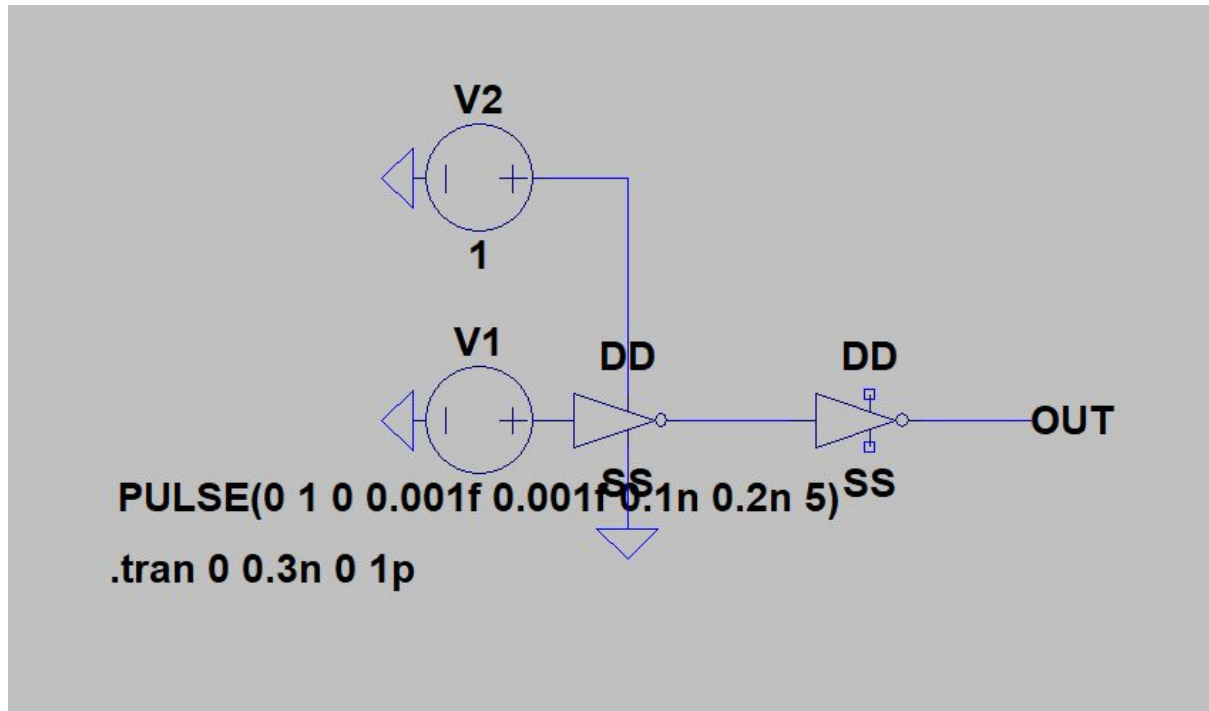 V2
1
V1
DD
DD
OUT
SS
SS
PULSE(0 1 0 0.001f 0.001f 0.1n 0.2n 5)
.tran 0 0.3n 0 1p